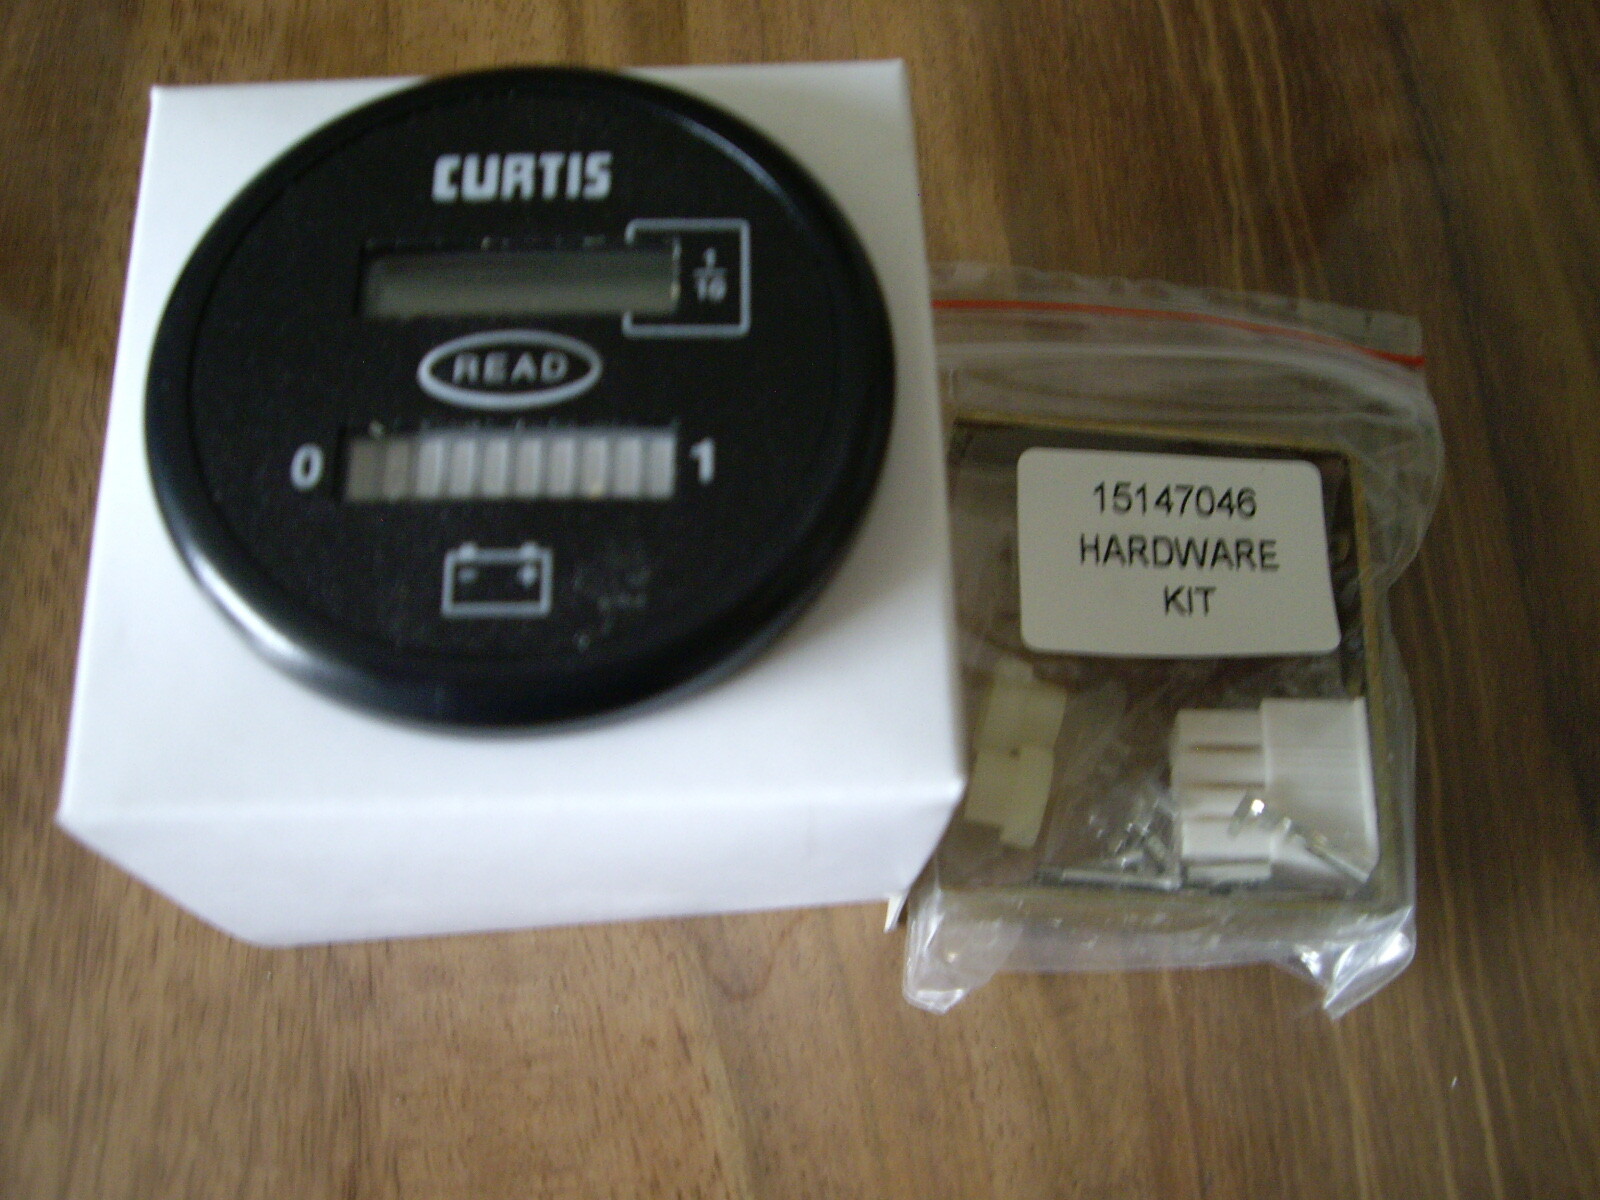 CURTIS
1
10
READ
0 1
- +
15147046
HARDWARE
KIT